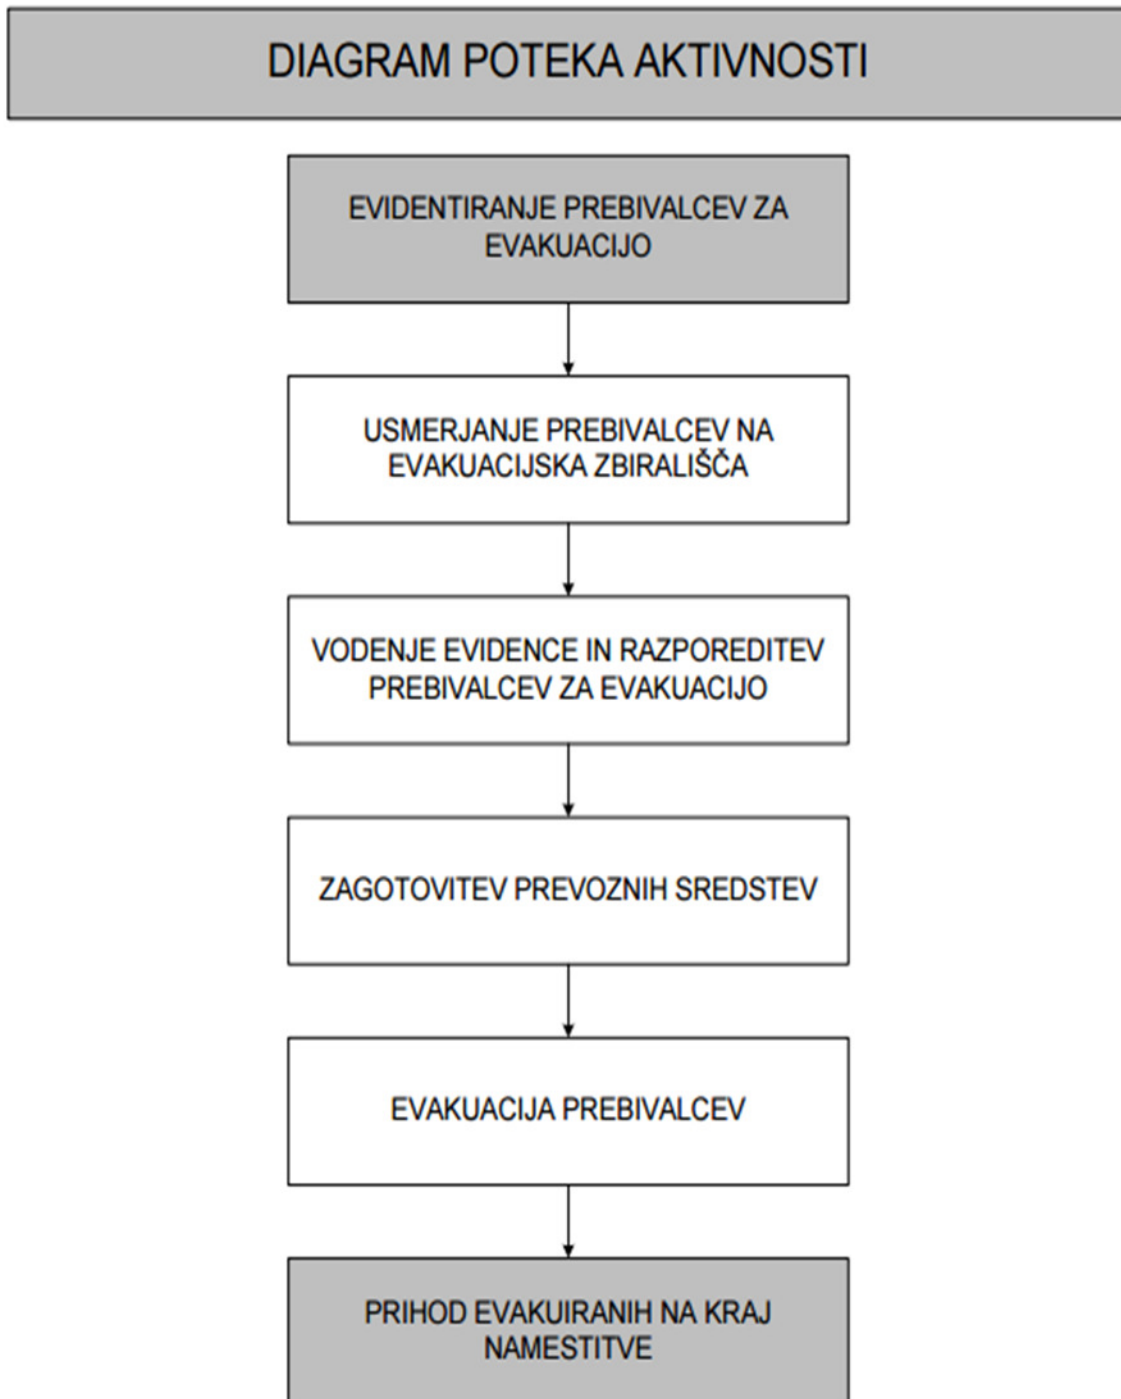 DIAGRAM POTEKA AKTIVNOSTI
EVIDENTIRANJE PREBIVALCEV ZA
EVAKUACIJO
USMERJANJE PREBIVALCEV NA
EVAKUACIJSKA ZBIRALIŠČA
VODENJE EVIDENCE IN RAZPOREDITEV
PREBIVALCEV ZA EVAKUACIJO
ZAGOTOVITEV PREVOZNIH SREDSTEV
EVAKUACIJA PREBIVALCEV
PRIHOD EVAKUIRANIH NA KRAJ
NAMESTITVE